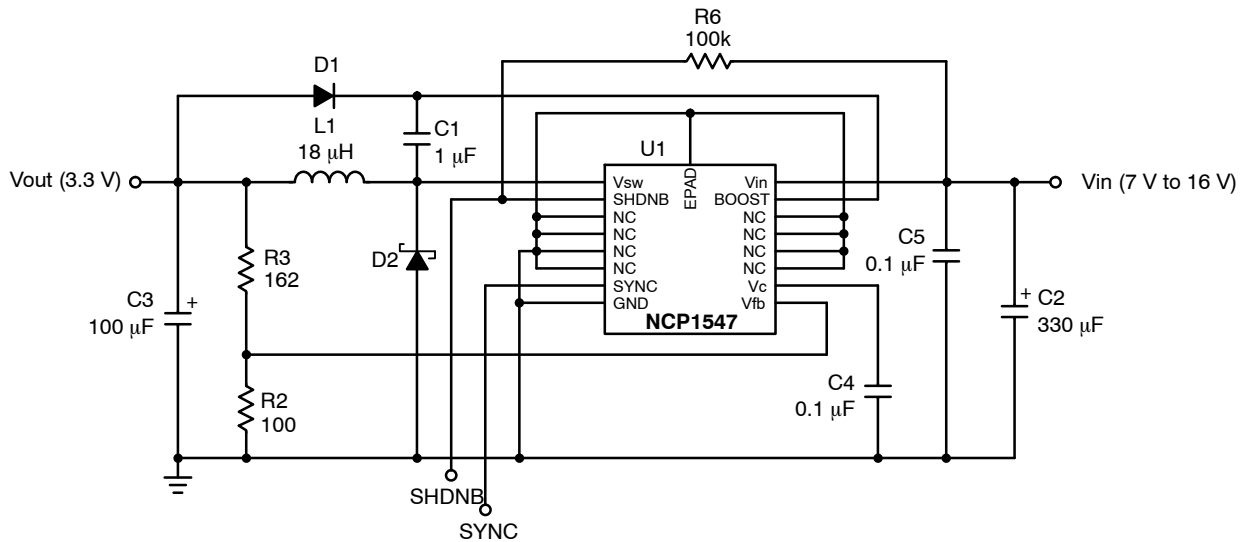 R6
100k
D1
L1
18 μH
C1
1 μF
U1
Vout (3.3 V)
Vin (7 V to 16 V)
Vsw
SHDNB
NC
NC
NC
NC
SYNC
GND
EPAD
Vin
BOOST
NC
NC
NC
NC
Vc
Vfb
NCP1547
R3
162
D2
C5
0.1 μF
C3
+
100 μF
+
C2
330 μF
R2
100
C4
0.1 μF
SHDNB
SYNC